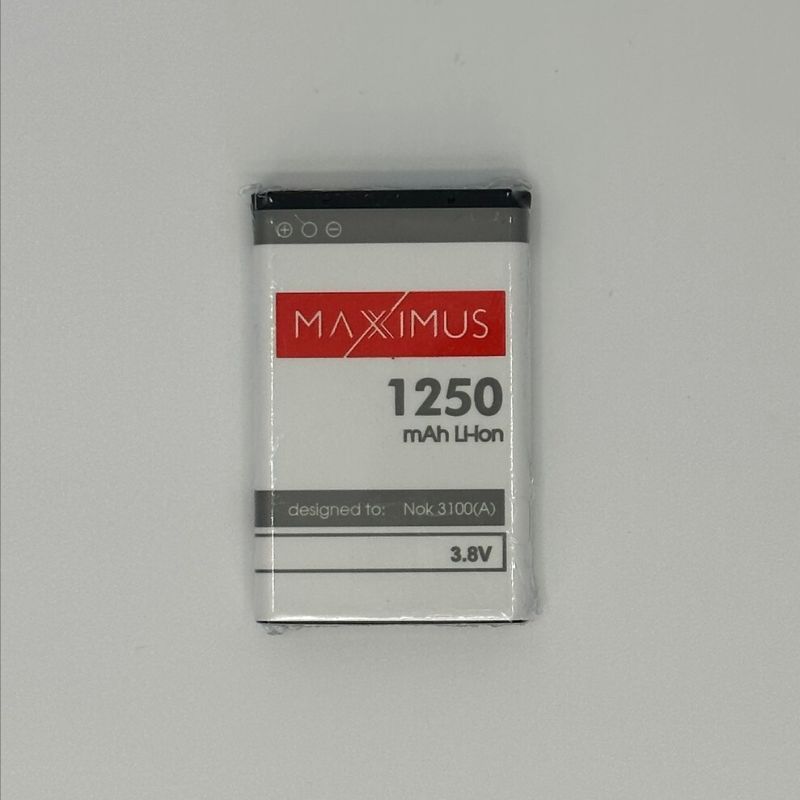 MAXXIMUS
1250
mAh Li-Ion
designed to: Nok 3100(A)
3.8V